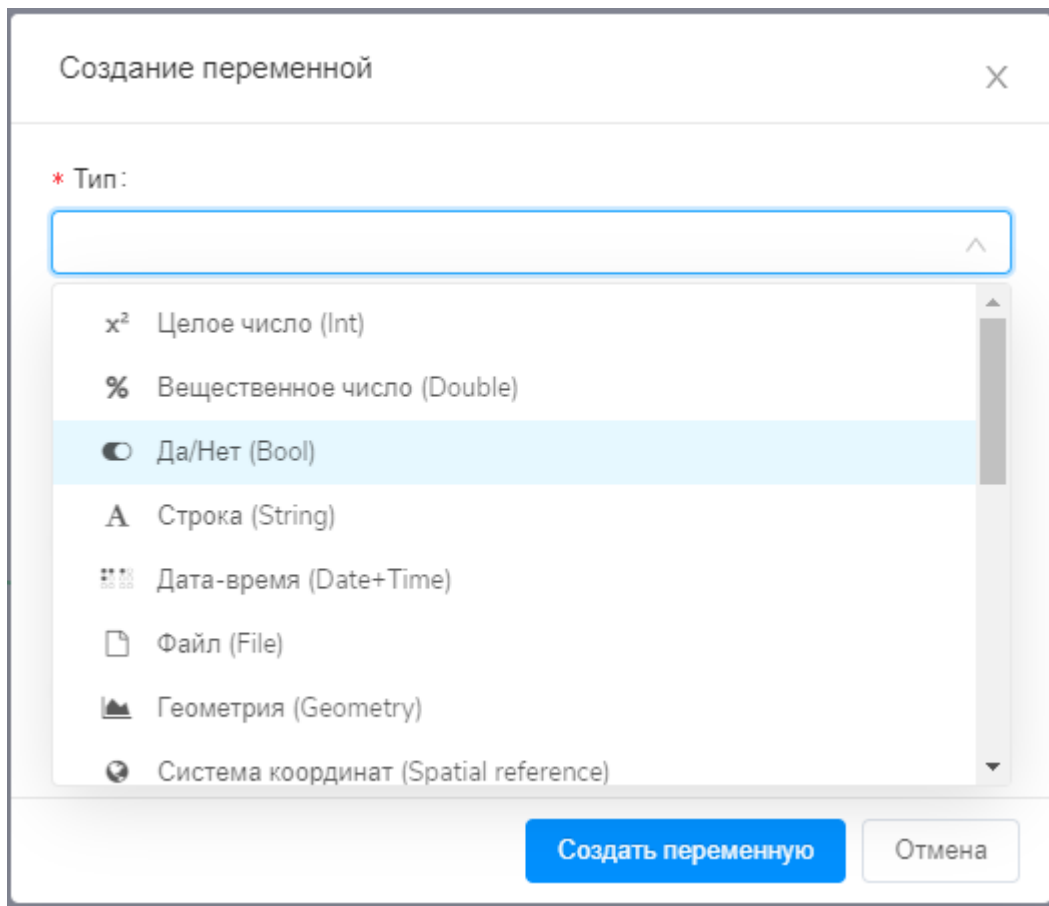 Создание переменной
* Тип:
x² Целое число (Int)
% Вещественное число (Double)
Да/Нет (Bool)
A Строка (String)
Дата-время (Date+Time)
Файл (File)
Геометрия (Geometry)
Система координат (Spatial reference)
Создать переменную Отмена